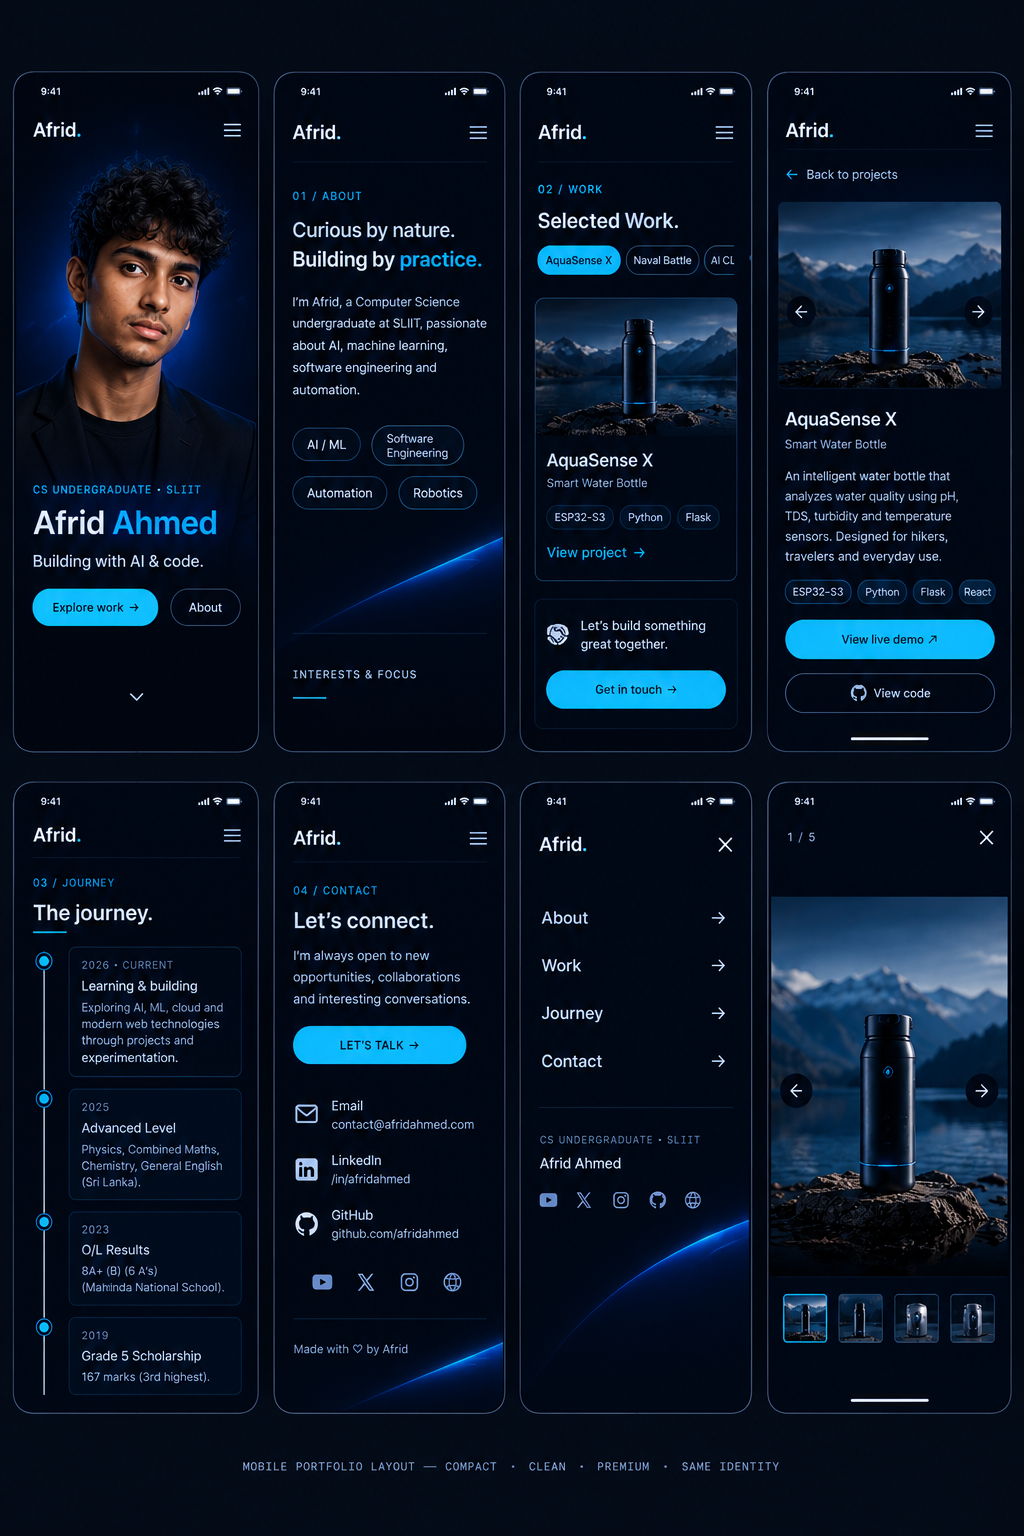 9:41
Afrid.
CS UNDERGRADUATE • SLIIT
Afrid Ahmed
Building with AI & code.
Explore work →
About
9:41
Afrid.
01 / ABOUT
Curious by nature.
Building by practice.
I'm Afrid, a Computer Science
undergraduate at SLIIT, passionate
about AI, machine learning,
software engineering and
automation.
AI / ML
Software
Engineering
Automation
Robotics
INTERESTS & FOCUS
9:41
Afrid.
02 / WORK
Selected Work.
AquaSense X
Naval Battle
AI CL
AquaSense X
Smart Water Bottle
ESP32-S3
Python
Flask
View project →
Let's build something
great together.
Get in touch →
9:41
Afrid.
← Back to projects
AquaSense X
Smart Water Bottle
An intelligent water bottle that
analyzes water quality using pH,
TDS, turbidity and temperature
sensors. Designed for hikers,
travelers and everyday use.
ESP32-S3
Python
Flask
React
View live demo ↗
View code
9:41
Afrid.
03 / JOURNEY
The journey.
2026 • CURRENT
Learning & building
Exploring AI, ML, cloud and
modern web technologies
through projects and
experimentation.
2025
Advanced Level
Physics, Combined Maths,
Chemistry, General English
(Sri Lanka).
2023
O/L Results
8A+ (B) (6 A's)
(Mahinda National School).
2019
Grade 5 Scholarship
167 marks (3rd highest).
9:41
Afrid.
04 / CONTACT
Let's connect.
I'm always open to new
opportunities, collaborations
and interesting conversations.
LET'S TALK →
Email
contact@afridahmed.com
LinkedIn
/in/afridahmed
GitHub
github.com/afridahmed
Made with ♡ by Afrid
9:41
Afrid.
About →
Work →
Journey →
Contact →
CS UNDERGRADUATE • SLIIT
Afrid Ahmed
9:41
1 / 5
MOBILE PORTFOLIO LAYOUT — COMPACT • CLEAN • PREMIUM • SAME IDENTITY